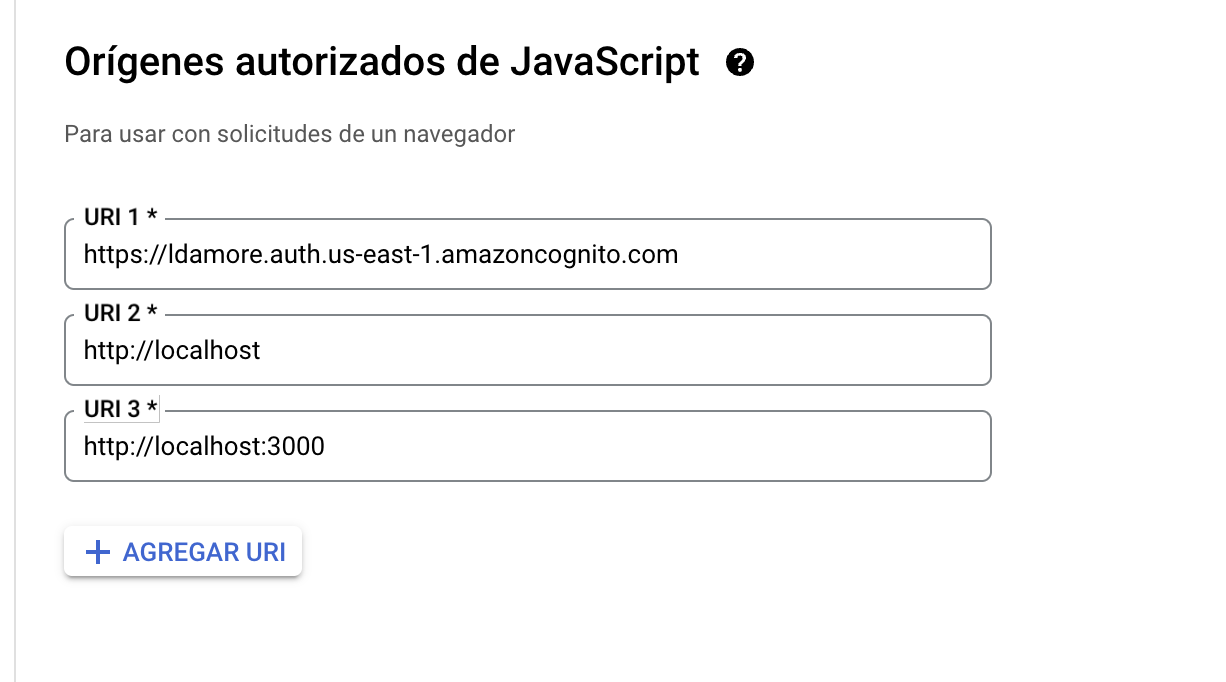 Orígenes autorizados de JavaScript
Para usar con solicitudes de un navegador
URI 1 *
https://ldamore.auth.us-east-1.amazoncognito.com
URI 2 *
http://localhost
URI 3 *
http://localhost:3000
AGREGAR URI